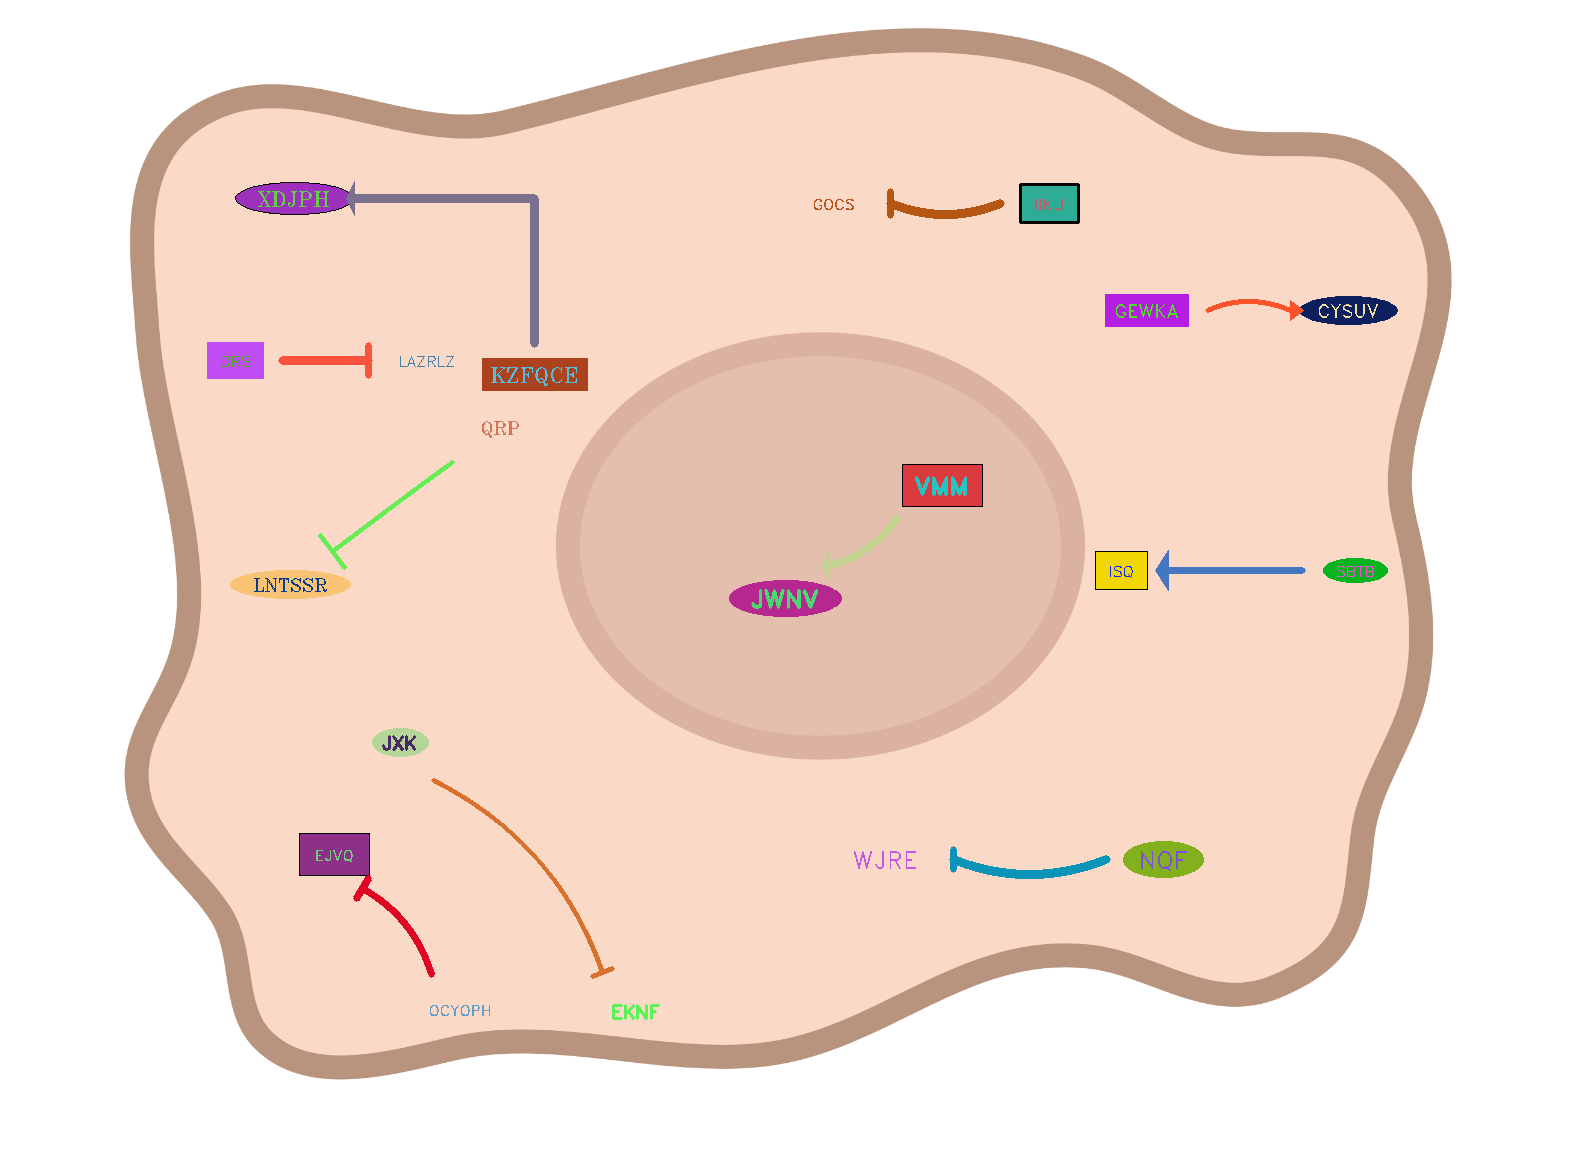 XDJPH
GOCS
GEWKA
CYSUV
LAZRLZ
KZFQCE
QRP
VMM
ISQ
LNTSSR
JWNV
JXK
EJVQ
WJRE
NQF
OCYOPH
EKNF